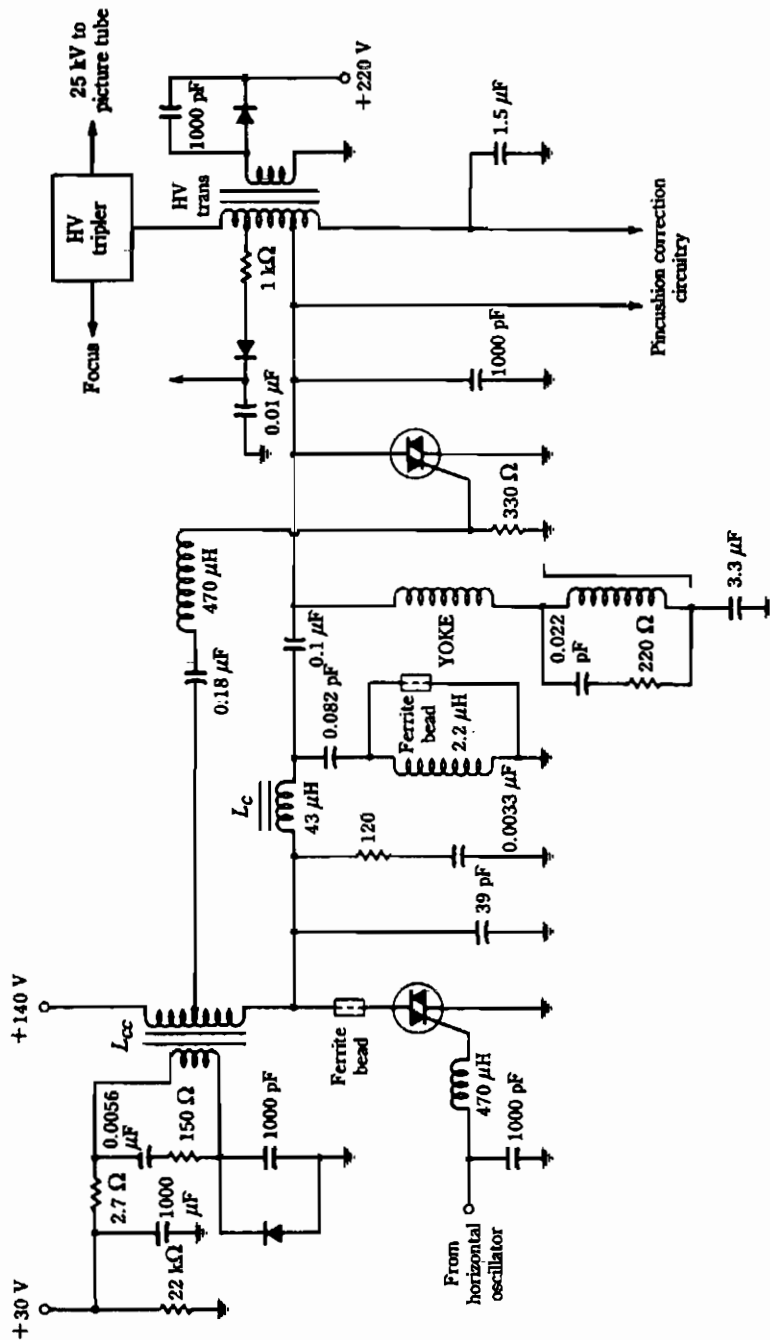 25 kV to
picture tube
HV
tripler
Focus
1000 pF
+220 V
HV
trans
1 kΩ
0.01 μF
1.5 μF
1000 pF
Pincushion correction
circuitry
470 μH
0.18 μF
330 Ω
0.1 μF
YOKE
0.022
pF
220 Ω
3.3 μF
0.082 pF
Ferrite
bead
2.2 μH
L_C
43 μH
120
0.0033 μF
39 pF
+140 V
L_CC
Ferrite
bead
470 μH
1000 pF
From
horizontal
oscillator
0.0056
μF
150 Ω
1000 pF
2.7 Ω
1000
μF
22 kΩ
+30 V